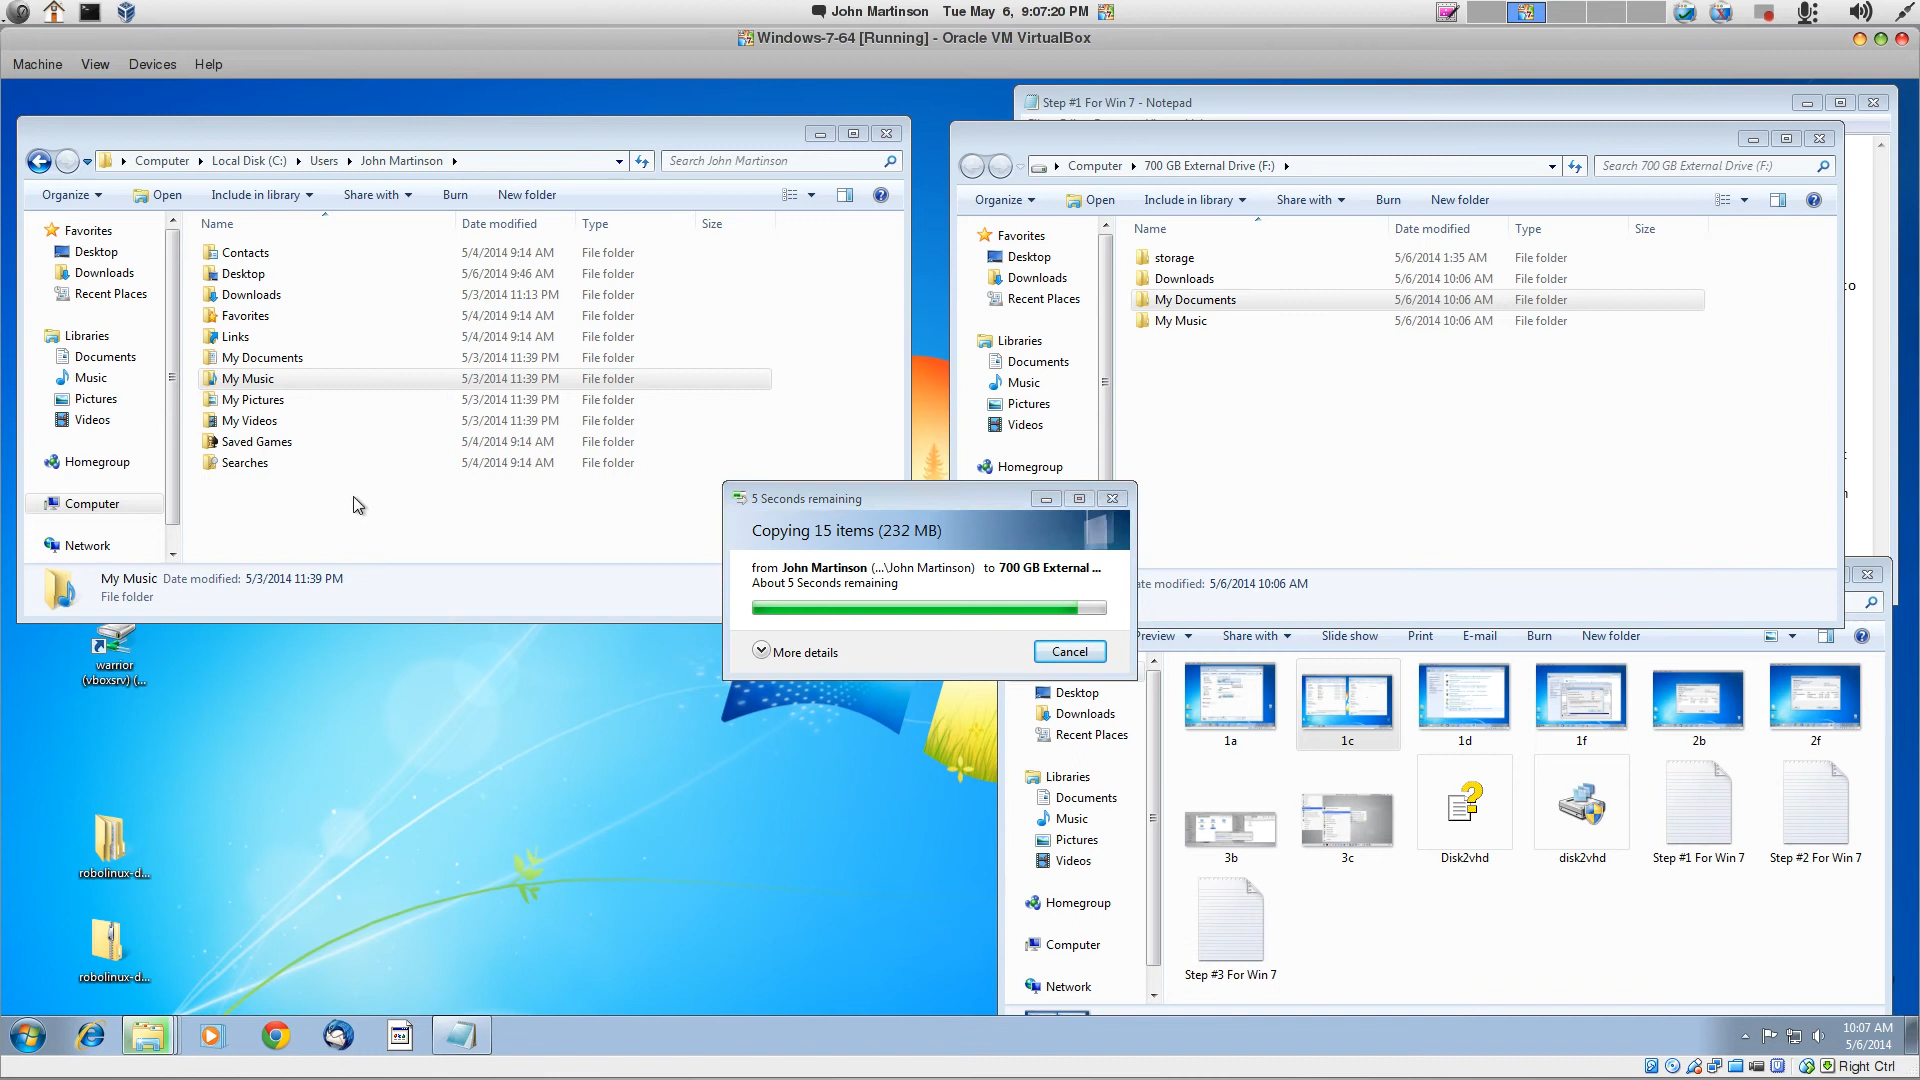 John Martinson Tue May 6, 9:07:20 PM
Windows-7-64 [Running] - Oracle VM VirtualBox
Machine View Devices Help
Step #1 For Win 7 - Notepad
Computer Local Disk (C:) Users John Martinson
Search John Martinson
Organize Open Include in library Share with Burn New folder
Name Date modified Type Size
Favorites
Desktop
Downloads
Recent Places
Libraries
Documents
Music
Pictures
Videos
Homegroup
Computer
Network
Contacts 5/4/2014 9:14 AM File folder
Desktop 5/6/2014 9:46 AM File folder
Downloads 5/3/2014 11:13 PM File folder
Favorites 5/4/2014 9:14 AM File folder
Links 5/4/2014 9:14 AM File folder
My Documents 5/3/2014 11:39 PM File folder
My Music 5/3/2014 11:39 PM File folder
My Pictures 5/3/2014 11:39 PM File folder
My Videos 5/3/2014 11:39 PM File folder
Saved Games 5/4/2014 9:14 AM File folder
Searches 5/4/2014 9:14 AM File folder
My Music Date modified: 5/3/2014 11:39 PM
File folder
Computer 700 GB External Drive (F:)
Search 700 GB External Drive (F:)
Organize Open Include in library Share with Burn New folder
Name Date modified Type Size
Favorites
Desktop
Downloads
Recent Places
Libraries
Documents
Music
Pictures
Videos
Homegroup
storage 5/6/2014 1:35 AM File folder
Downloads 5/6/2014 10:06 AM File folder
My Documents 5/6/2014 10:06 AM File folder
My Music 5/6/2014 10:06 AM File folder
ate modified: 5/6/2014 10:06 AM
to
5 Seconds remaining
Copying 15 items (232 MB)
from John Martinson (...\John Martinson) to 700 GB External ...
About 5 Seconds remaining
More details Cancel
Preview Share with Slide show Print E-mail Burn New folder
Desktop
Downloads
Recent Places
Libraries
Documents
Music
Pictures
Videos
Homegroup
Computer
Network
1a 1c 1d 1f 2b 2f
3b 3c Disk2vhd disk2vhd Step #1 For Win 7 Step #2 For Win 7
Step #3 For Win 7
warrior
(vboxsrv) (...
robolinux-d...
robolinux-d...
10:07 AM
5/6/2014
Right Ctrl